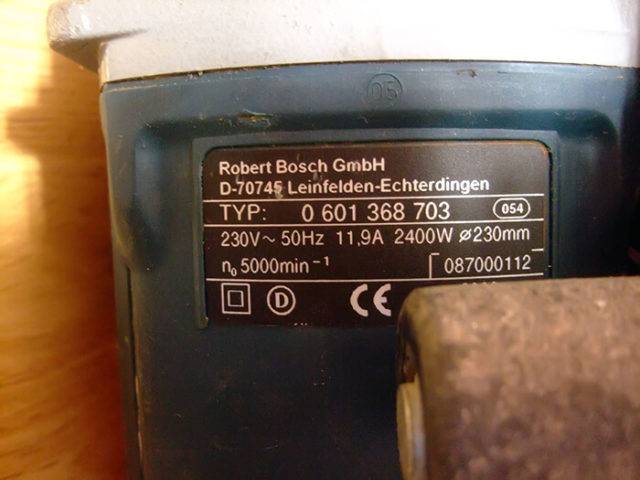 05
Robert Bosch GmbH
D-70745 Leinfelden-Echterdingen
TYP: 0 601 368 703 054
230V~ 50Hz 11,9A 2400W ⌀230mm
n₀ 5000min⁻¹ 087000112
D CE